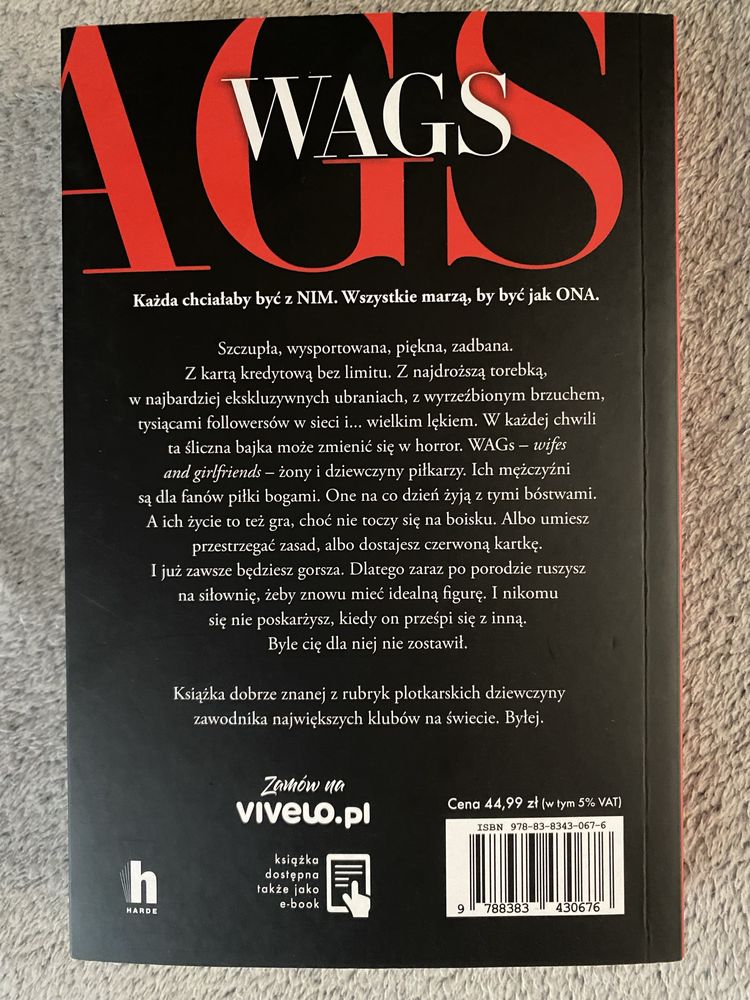 AGS
WAGS
Każda chciałaby być z NIM. Wszystkie marzą, by być jak ONA.
Szczupła, wysportowana, piękna, zadbana.
Z kartą kredytową bez limitu. Z najdroższą torebką,
w najbardziej ekskluzywnych ubraniach, z wyrzeźbionym brzuchem,
tysiącami followersów w sieci i... wielkim lękiem. W każdej chwili
ta śliczna bajka może zmienić się w horror. WAGs – wifes
and girlfriends – żony i dziewczyny piłkarzy. Ich mężczyźni
są dla fanów piłki bogami. One na co dzień żyją z tymi bóstwami.
A ich życie to też gra, choć nie toczy się na boisku. Albo umiesz
przestrzegać zasad, albo dostajesz czerwoną kartkę.
I już zawsze będziesz gorsza. Dlatego zaraz po porodzie ruszysz
na siłownię, żeby znowu mieć idealną figurę. I nikomu
się nie poskarżysz, kiedy on prześpi się z inną.
Byle cię dla niej nie zostawił.
Książka dobrze znanej z rubryk plotkarskich dziewczyny
zawodnika największych klubów na świecie. Byłej.
Zamów na
vivelo.pl
książka
dostępna
także jako
e-book
h
HARDE
Cena 44,99 zł (w tym 5% VAT)
ISBN 978-83-8343-067-6
9 788383 430676